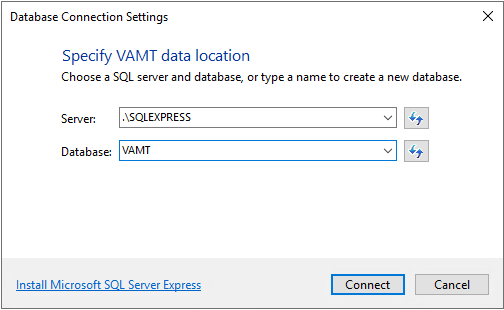 Database Connection Settings
Specify VAMT data location
Choose a SQL server and database, or type a name to create a new database.
Server: .\SQLEXPRESS
Database: VAMT
Install Microsoft SQL Server Express Connect Cancel